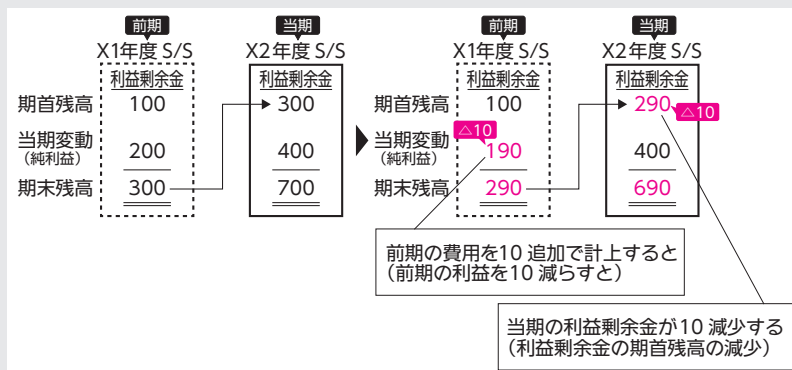 前期 当期 前期 当期
X1年度 S/S X2年度 S/S X1年度 S/S X2年度 S/S
利益剰余金 利益剰余金 利益剰余金 利益剰余金
期首残高 100 300 期首残高 100 290 △10
△10
当期変動 200 400 当期変動 190 400
(純利益) (純利益)
期末残高 300 700 期末残高 290 690
前期の費用を10 追加で計上すると
(前期の利益を10 減らすと)
当期の利益剰余金が10 減少する
(利益剰余金の期首残高の減少)